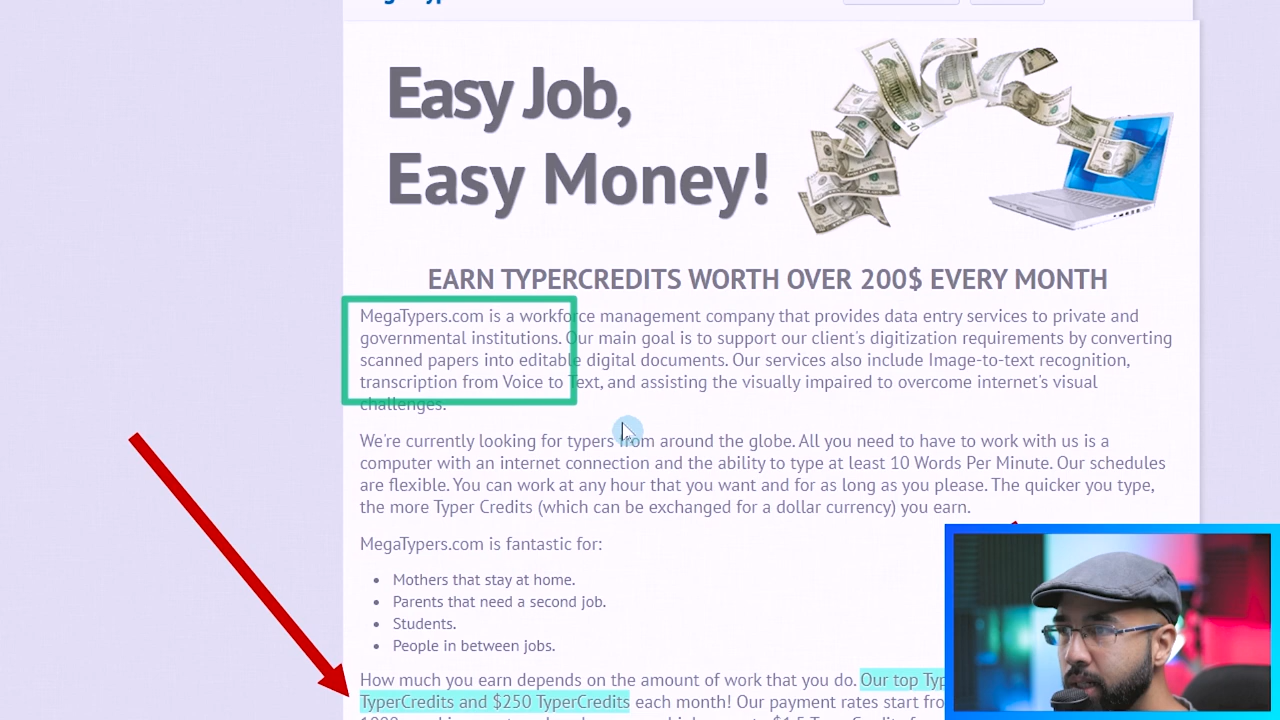 Easy Job,
Easy Money!
EARN TYPERCREDITS WORTH OVER 200$ EVERY MONTH
MegaTypers.com is a workforce management company that provides data entry services to private and
governmental institutions. Our main goal is to support our client's digitization requirements by converting
scanned papers into editable digital documents. Our services also include Image-to-text recognition,
transcription from Voice to Text, and assisting the visually impaired to overcome internet's visual
challenges.
We're currently looking for typers from around the globe. All you need to have to work with us is a
computer with an internet connection and the ability to type at least 10 Words Per Minute. Our schedules
are flexible. You can work at any hour that you want and for as long as you please. The quicker you type,
the more Typer Credits (which can be exchanged for a dollar currency) you earn.
MegaTypers.com is fantastic for:
• Mothers that stay at home.
• Parents that need a second job.
• Students.
• People in between jobs.
How much you earn depends on the amount of work that you do. Our top
TyperCredits and $250 TyperCredits each month! Our payment rates start